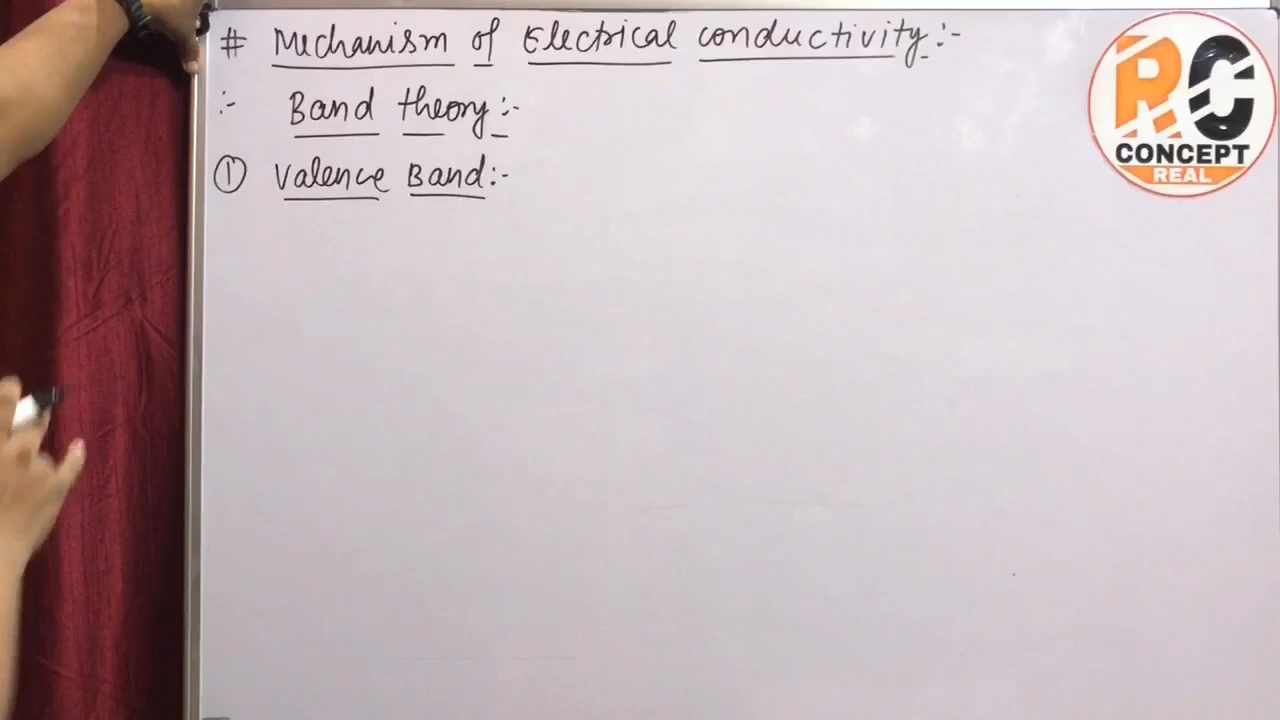 # Mechanism of Electrical conductivity :-
:- Band theory :-
① Valence Band :-
RC
CONCEPT
REAL